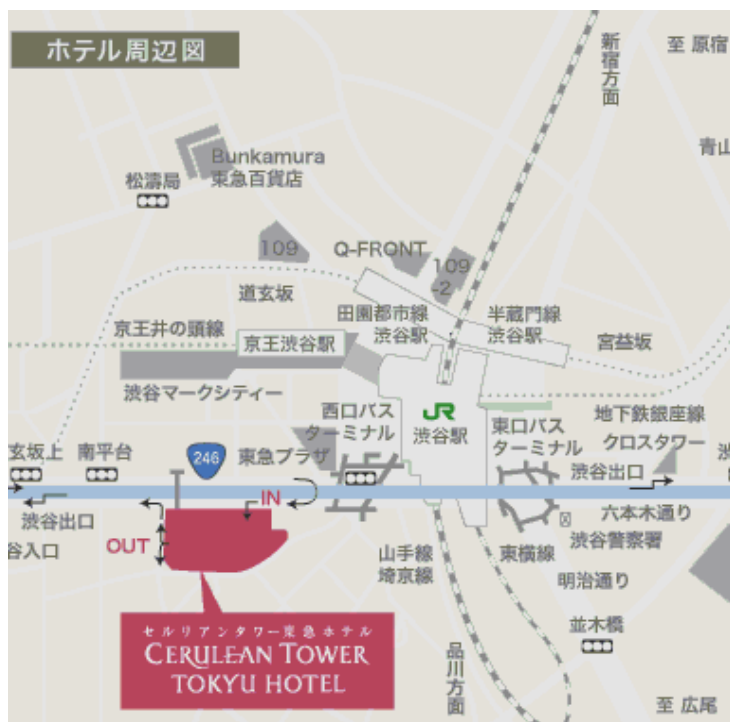 ホテル周辺図
新宿方面
至 原宿
青山
Bunkamura
東急百貨店
松濤局
109
Q-FRONT
109
-2
道玄坂
田園都市線
渋谷駅
半蔵門線
渋谷駅
宮益坂
京王井の頭線
京王渋谷駅
渋谷マークシティー
西口バス
ターミナル
JR
渋谷駅
東口バス
ターミナル
地下鉄銀座線
クロスタワー
玄坂上
南平台
246
東急プラザ
渋谷出口
渋
IN
渋谷出口
六本木通り
谷入口
OUT
渋谷警察署
山手線
埼京線
東横線
明治通り
セルリアンタワー東急ホテル
CERULEAN TOWER
TOKYU HOTEL
並木橋
品川方面
至 広尾